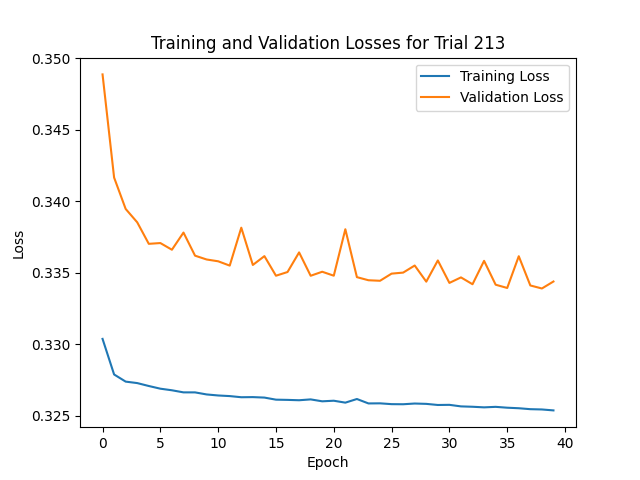 Training and Validation Losses for Trial 213
0.350
0.345
0.340
0.335
0.330
0.325
Loss
Training Loss
Validation Loss
0 5 10 15 20 25 30 35 40
Epoch